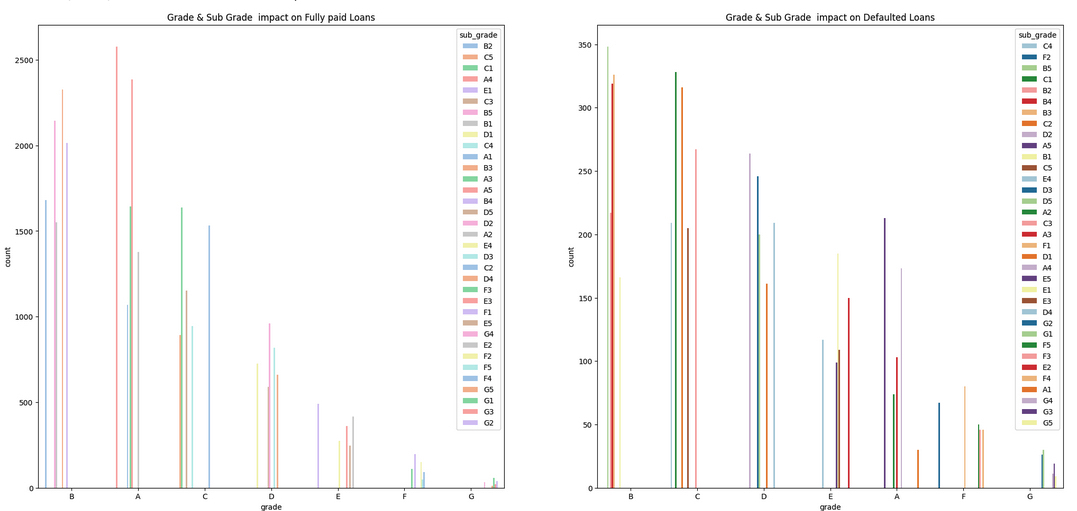 Grade & Sub Grade  impact on Fully paid Loans
count
2500
2000
1500
1000
500
0
B A C D E F G
grade
sub_grade
B2
C5
C1
A4
E1
C3
B5
B1
D1
C4
A1
B3
A3
A5
B4
D5
D2
A2
E4
D3
C2
D4
F3
E3
F1
E5
G4
E2
F2
F5
F4
G5
G1
G3
G2
Grade & Sub Grade  impact on Defaulted Loans
count
350
300
250
200
150
100
50
0
B C D E A F G
grade
sub_grade
C4
F2
B5
C1
B2
B4
B3
C2
D2
A5
B1
C5
E4
D3
D5
A2
C3
A3
F1
D1
A4
E5
E1
E3
D4
G2
G1
F5
F3
E2
F4
A1
G4
G3
G5